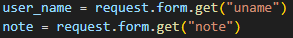 user_name = request.form.get("uname")
note = request.form.get("note")